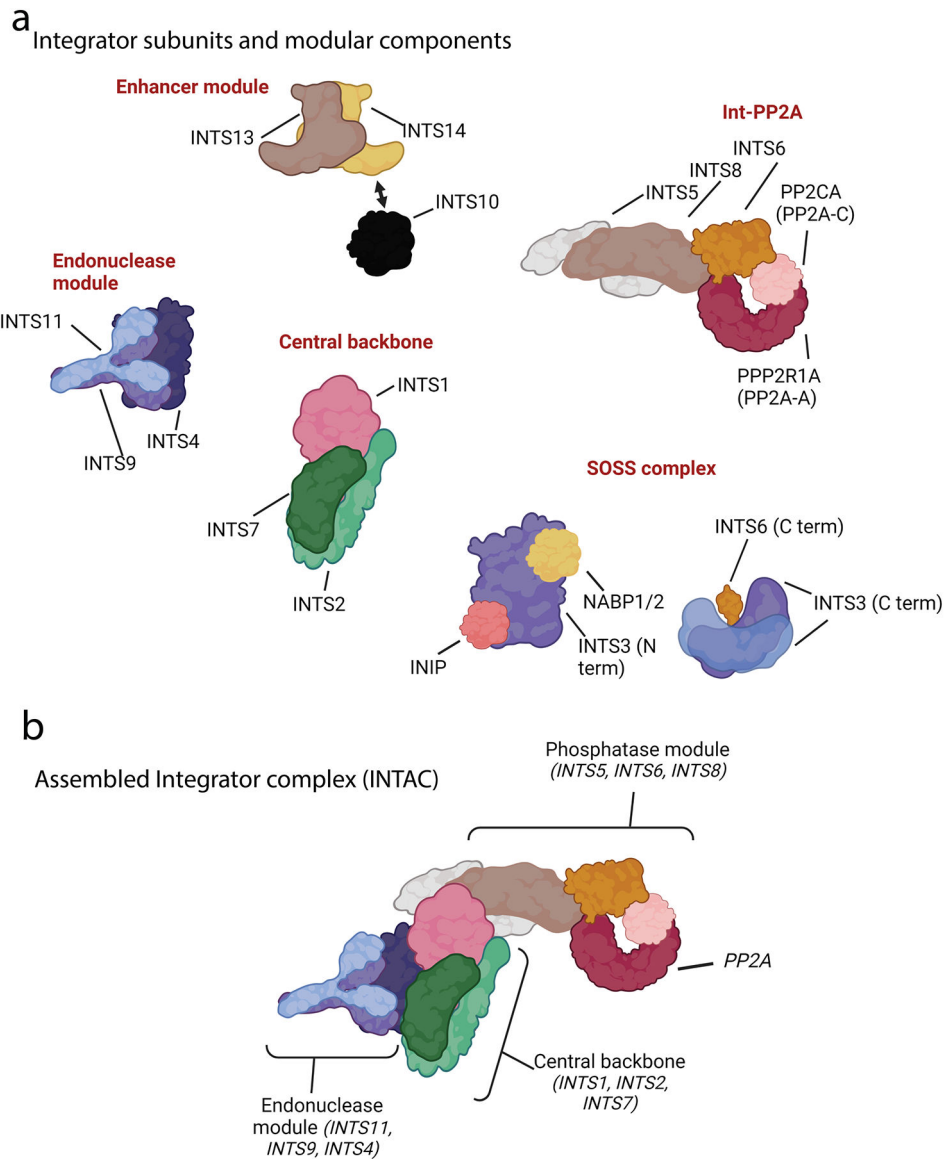 a
Integrator subunits and modular components
Enhancer module
INTS13
INTS14
INTS10
Int-PP2A
INTS6
INTS8
INTS5
PP2CA
(PP2A-C)
PPP2R1A
(PP2A-A)
Endonuclease
module
INTS11
INTS4
INTS9
Central backbone
INTS1
INTS7
INTS2
SOSS complex
NABP1/2
INTS3 (N
term)
INIP
INTS6 (C term)
INTS3 (C term)
b
Assembled Integrator complex (INTAC)
Phosphatase module
(INTS5, INTS6, INTS8)
PP2A
Central backbone
(INTS1, INTS2,
INTS7)
Endonuclease
module (INTS11,
INTS9, INTS4)